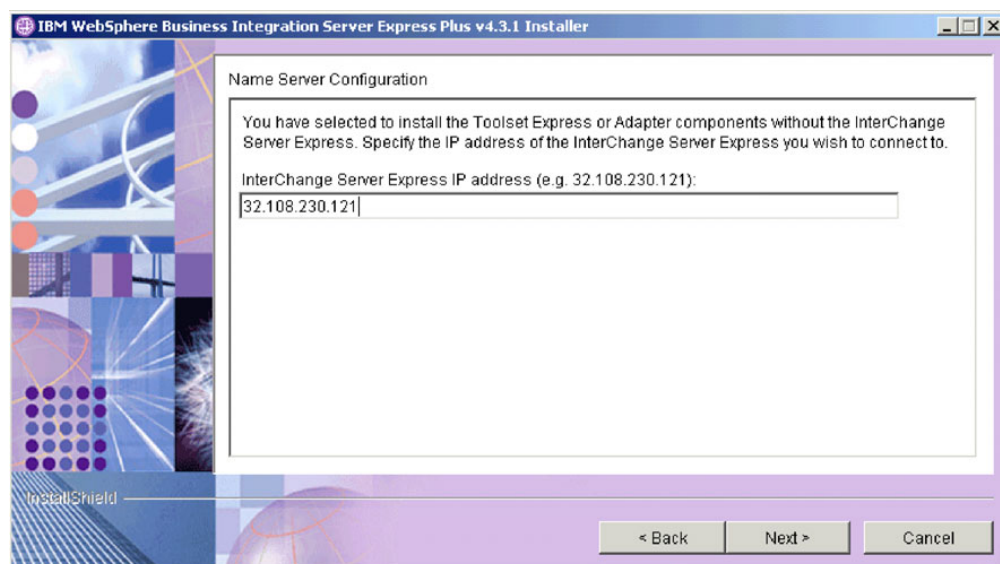 IBM WebSphere Business Integration Server Express Plus v4.3.1 Installer
Name Server Configuration
You have selected to install the Toolset Express or Adapter components without the InterChange
Server Express. Specify the IP address of the InterChange Server Express you wish to connect to.
InterChange Server Express IP address (e.g. 32.108.230.121):
32.108.230.121
InstallShield
< Back
Next >
Cancel